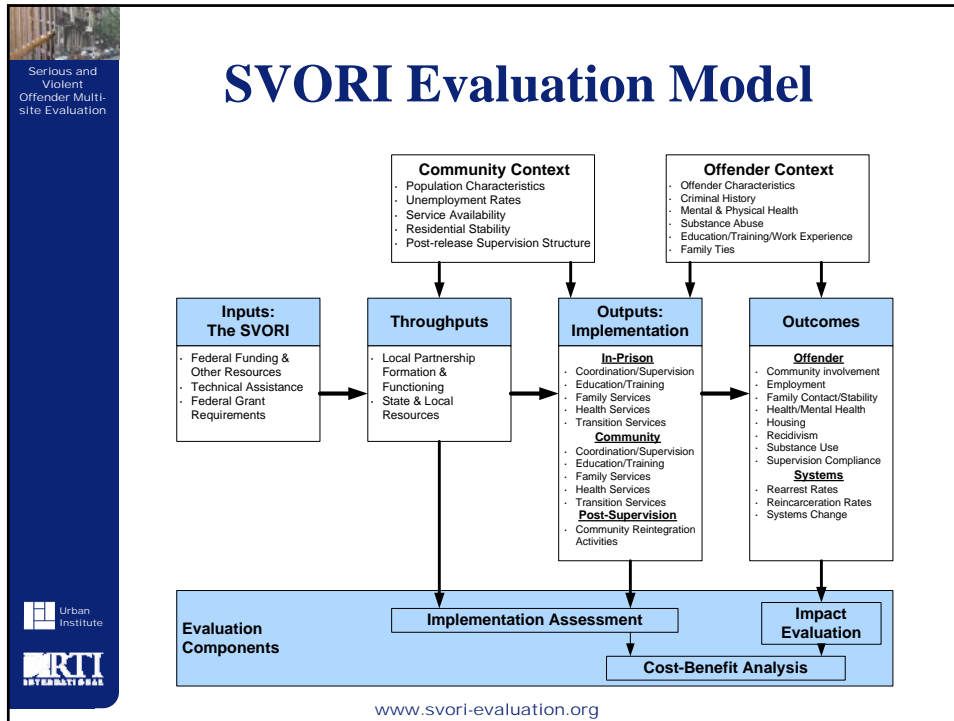 Serious and
Violent
Offender Multi-
site Evaluation
SVORI Evaluation Model
Community Context
· Population Characteristics
· Unemployment Rates
· Service Availability
· Residential Stability
· Post-release Supervision Structure
Offender Context
· Offender Characteristics
· Criminal History
· Mental & Physical Health
· Substance Abuse
· Education/Training/Work Experience
· Family Ties
Inputs:
The SVORI
· Federal Funding &
Other Resources
· Technical Assistance
· Federal Grant
Requirements
Throughputs
· Local Partnership
Formation &
Functioning
· State & Local
Resources
Outputs:
Implementation
In-Prison
· Coordination/Supervision
· Education/Training
· Family Services
· Health Services
· Transition Services
Community
· Coordination/Supervision
· Education/Training
· Family Services
· Health Services
· Transition Services
Post-Supervision
· Community Reintegration
Activities
Outcomes
Offender
· Community involvement
· Employment
· Family Contact/Stability
· Health/Mental Health
· Housing
· Recidivism
· Substance Use
· Supervision Compliance
Systems
· Rearrest Rates
· Reincarceration Rates
· Systems Change
Evaluation
Components
Implementation Assessment
Impact
Evaluation
Cost-Benefit Analysis
Urban
Institute
RTI
INTERNATIONAL
www.svori-evaluation.org